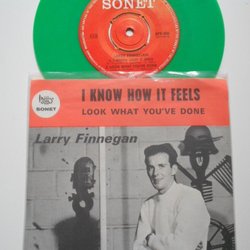 SONET
I KNOW HOW IT FEELS
LOOK WHAT YOU'VE DONE
SONET
Larry Finnegan